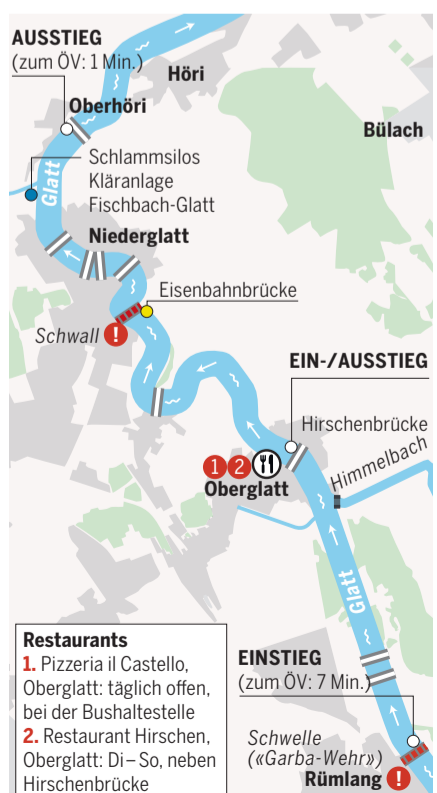 AUSSTIEG
(zum ÖV: 1 Min.)
Höri
Oberhöri
Bülach
Schlammsilos
Kläranlage
Fischbach-Glatt
Glatt
Niederglatt
Eisenbahnbrücke
Schwall !
EIN-/AUSSTIEG
Hirschenbrücke
1 2
Oberglatt
Himmelbach
Glatt
EINSTIEG
(zum ÖV: 7 Min.)
Schwelle
(«Garba-Wehr»)
Rümlang !
Restaurants
1. Pizzeria il Castello,
Oberglatt: täglich offen,
bei der Bushaltestelle
2. Restaurant Hirschen,
Oberglatt: Di – So, neben
Hirschenbrücke